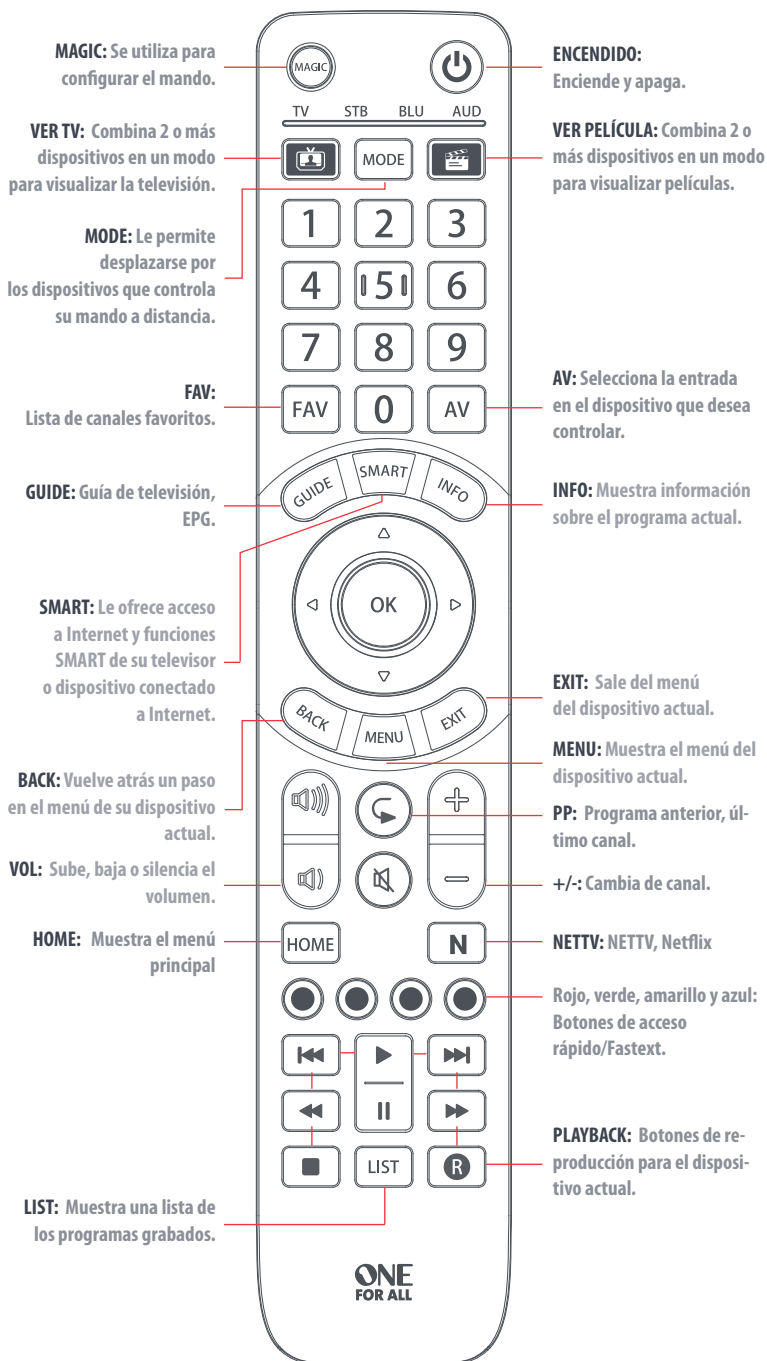 MAGIC: Se utiliza para
configurar el mando.
MAGIC
ENCENDIDO:
Enciende y apaga.
TV STB BLU AUD
VER TV: Combina 2 o más
dispositivos en un modo
para visualizar la televisión.
MODE
VER PELÍCULA: Combina 2 o
más dispositivos en un modo
para visualizar películas.
MODE: Le permite
desplazarse por
los dispositivos que controla
su mando a distancia.
1 2 3
4 5 6
7 8 9
FAV:
Lista de canales favoritos.
FAV 0 AV
AV: Selecciona la entrada
en el dispositivo que desea
controlar.
GUIDE: Guía de televisión,
EPG.
GUIDE SMART INFO
INFO: Muestra información
sobre el programa actual.
OK
SMART: Le ofrece acceso
a Internet y funciones
SMART de su televisor
o dispositivo conectado
a Internet.
BACK MENU EXIT
EXIT: Sale del menú
del dispositivo actual.
MENU: Muestra el menú del
dispositivo actual.
BACK: Vuelve atrás un paso
en el menú de su dispositivo
actual.
PP: Programa anterior, úl-
timo canal.
VOL: Sube, baja o silencia el
volumen.
+/-: Cambia de canal.
HOME: Muestra el menú
principal
HOME N
NETTV: NETTV, Netflix
Rojo, verde, amarillo y azul:
Botones de acceso
rápido/Fastext.
LIST R
PLAYBACK: Botones de re-
producción para el disposi-
tivo actual.
LIST: Muestra una lista de
los programas grabados.
ONE
FOR ALL